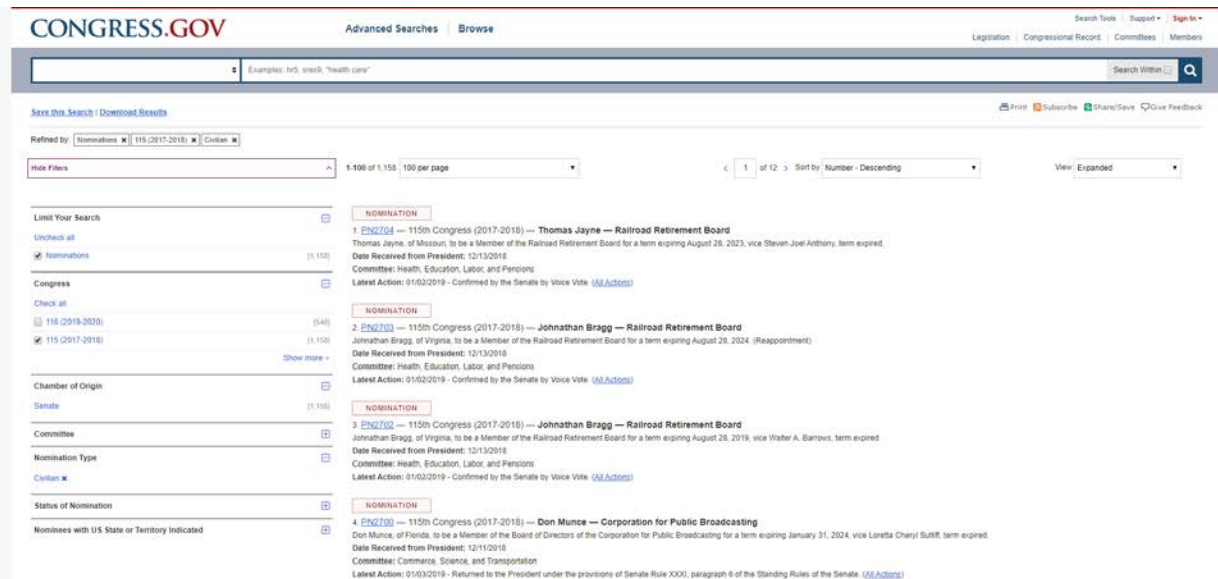 CONGRESS.GOV
Advanced Searches | Browse
Search Tools | Support | Sign In
Legislation | Congressional Record | Committees | Members
Examples: hr5, sres9, "health care"
Search Within
Save this Search | Download Results
Print Subscribe Share/Save Give Feedback
Refined by: Nominations x 115 (2017-2018) x Civilian x
Hide Filters
1-100 of 1,158 100 per page
< 1 of 12 > Sort by Number - Descending
View Expanded
Limit Your Search
Uncheck all
Nominations [1,158]
Congress
Check all
116 (2019-2020) [540]
115 (2017-2018) [1,158]
Show more
Chamber of Origin
Senate [1,158]
Committee
Nomination Type
Civilian x
Status of Nomination
Nominees with US State or Territory Indicated
NOMINATION
1. PN2704 — 115th Congress (2017-2018) — Thomas Jayne — Railroad Retirement Board
Thomas Jayne, of Missouri, to be a Member of the Railroad Retirement Board for a term expiring August 28, 2023, vice Steven Joel Anthony, term expired.
Date Received from President: 12/13/2018
Committee: Health, Education, Labor, and Pensions
Latest Action: 01/02/2019 - Confirmed by the Senate by Voice Vote. (All Actions)
NOMINATION
2. PN2703 — 115th Congress (2017-2018) — Johnathan Bragg — Railroad Retirement Board
Johnathan Bragg, of Virginia, to be a Member of the Railroad Retirement Board for a term expiring August 28, 2024. (Reappointment)
Date Received from President: 12/13/2018
Committee: Health, Education, Labor, and Pensions
Latest Action: 01/02/2019 - Confirmed by the Senate by Voice Vote. (All Actions)
NOMINATION
3. PN2702 — 115th Congress (2017-2018) — Johnathan Bragg — Railroad Retirement Board
Johnathan Bragg, of Virginia, to be a Member of the Railroad Retirement Board for a term expiring August 28, 2019, vice Walter A. Barrows, term expired.
Date Received from President: 12/13/2018
Committee: Health, Education, Labor, and Pensions
Latest Action: 01/02/2019 - Confirmed by the Senate by Voice Vote. (All Actions)
NOMINATION
4. PN2700 — 115th Congress (2017-2018) — Don Munce — Corporation for Public Broadcasting
Don Munce, of Florida, to be a Member of the Board of Directors of the Corporation for Public Broadcasting for a term expiring January 31, 2024, vice Loretta Cheryl Sutliff, term expired.
Date Received from President: 12/11/2018
Committee: Commerce, Science, and Transportation
Latest Action: 01/03/2019 - Returned to the President under the provisions of Senate Rule XXXI, paragraph 6 of the Standing Rules of the Senate. (All Actions)